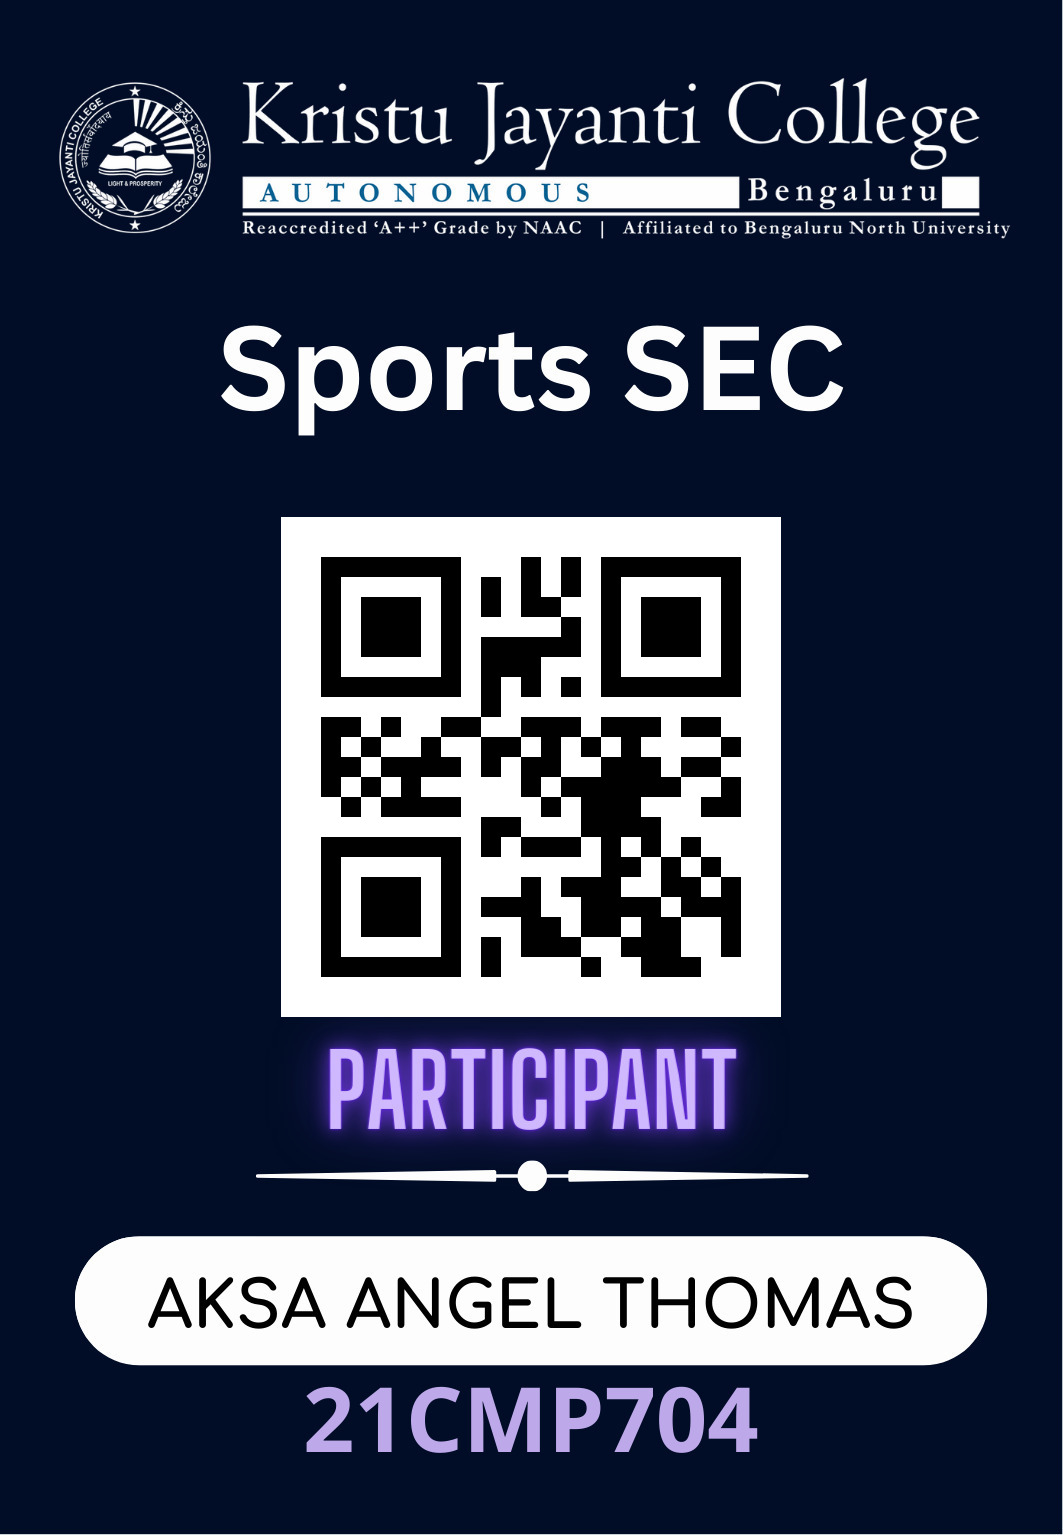 KRISTU JAYANTI COLLEGE
ಕ್ರಿಸ್ತು ಜಯಂತಿ ಕಾಲೇಜು
LIGHT & PROSPERITY
Kristu Jayanti College
AUTONOMOUS Bengaluru
Reaccredited ‘A++’ Grade by NAAC | Affiliated to Bengaluru North University
Sports SEC
PARTICIPANT
AKSA ANGEL THOMAS
21CMP704